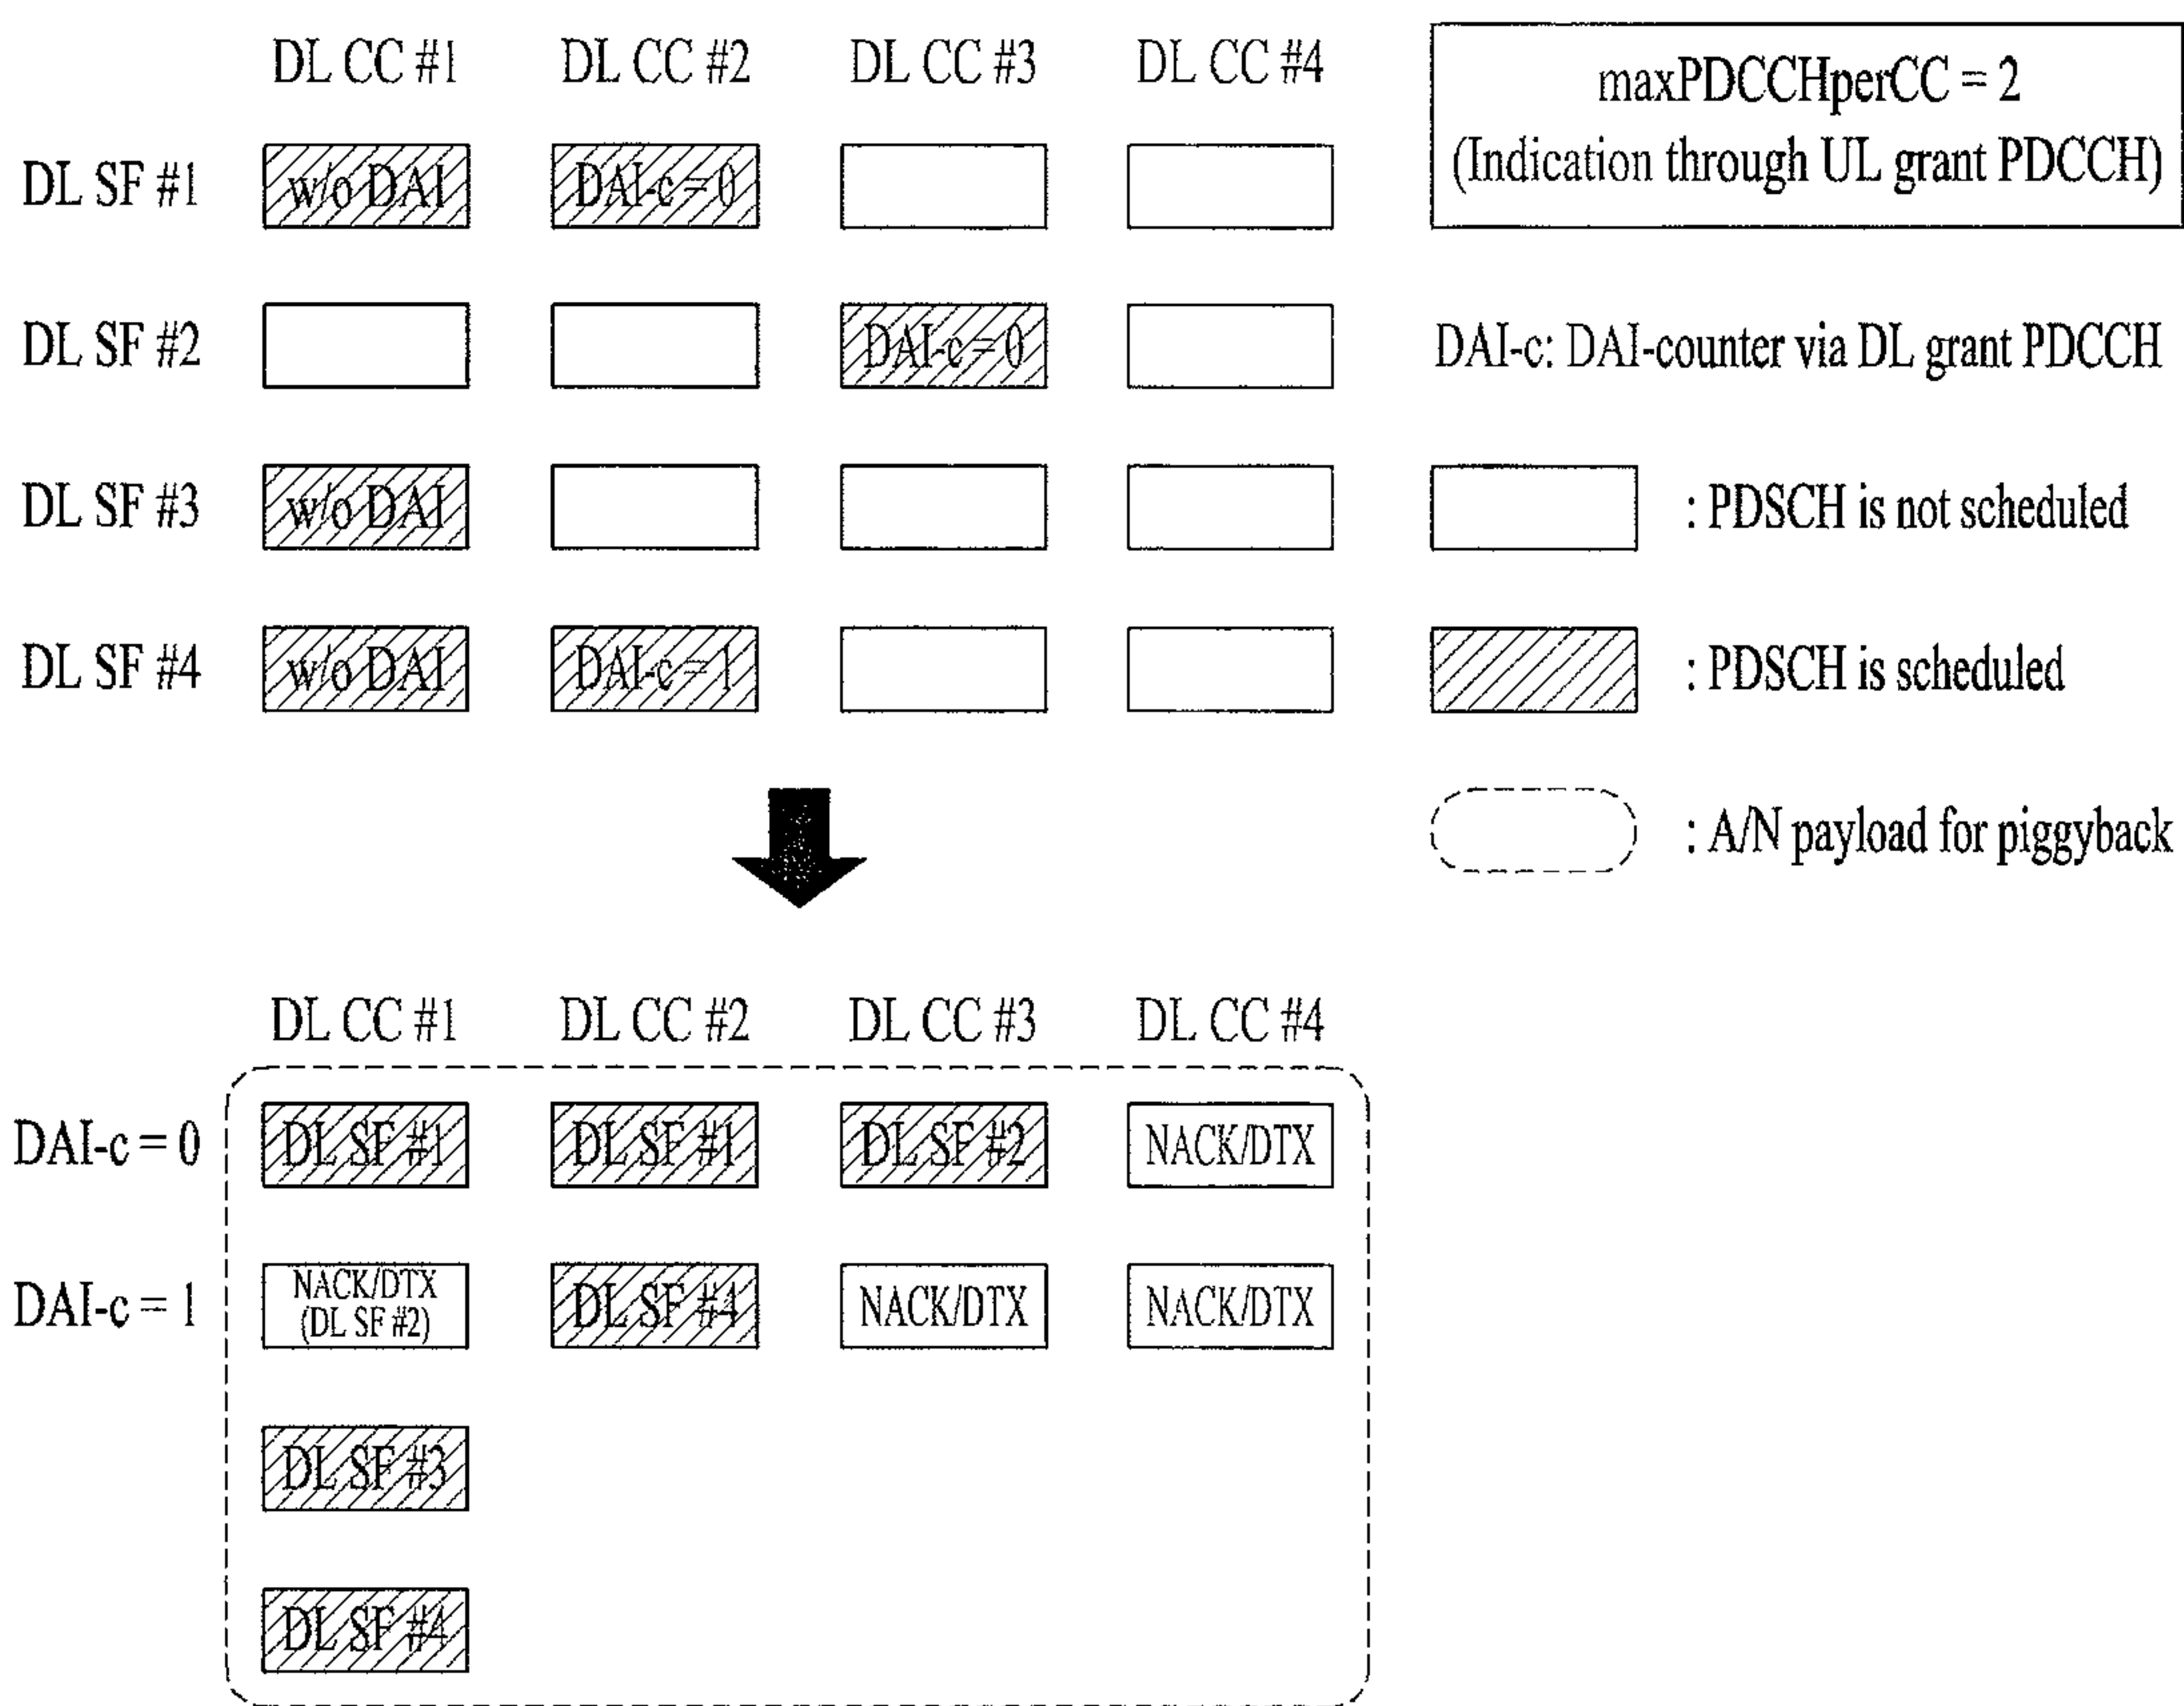 DL CC #1 DL CC #2 DL CC #3 DL CC #4
maxPDCCHperCC = 2
(Indication through UL grant PDCCH)
DL SF #1 w/o DAI DAI-c = 0
DL SF #2 DAI-c = 0
DAI-c: DAI-counter via DL grant PDCCH
DL SF #3 w/o DAI
: PDSCH is not scheduled
DL SF #4 w/o DAI DAI-c = 1
: PDSCH is scheduled
: A/N payload for piggyback
DL CC #1 DL CC #2 DL CC #3 DL CC #4
DAI-c = 0 DL SF #1 DL SF #1 DL SF #2 NACK/DTX
DAI-c = 1 NACK/DTX
(DL SF #2) DL SF #4 NACK/DTX NACK/DTX
DL SF #3
DL SF #4